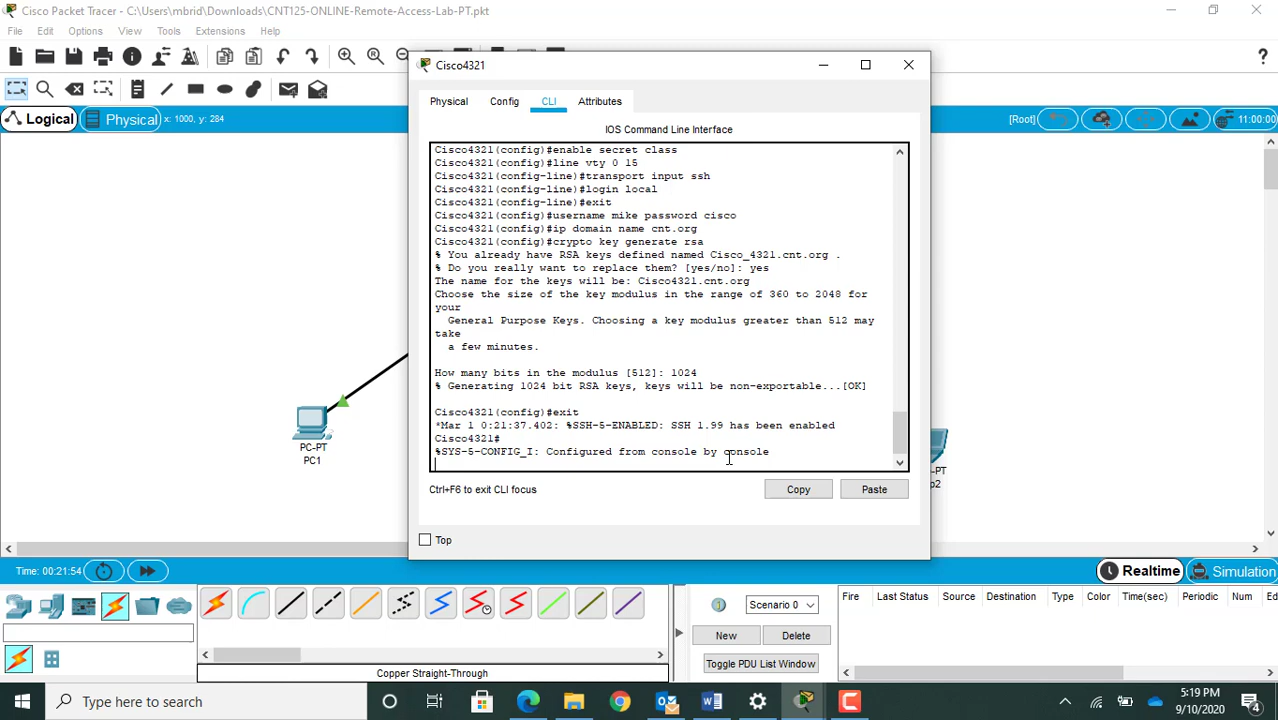 Cisco Packet Tracer - C:\Users\mbrid\Downloads\CNT125-ONLINE-Remote-Access-Lab-PT.pkt
File Edit Options View Tools Extensions Help
Logical Physical x: 1000, y: 284 [Root] 11:00:00
Cisco4321
Physical Config CLI Attributes
IOS Command Line Interface
Cisco4321(config)#enable secret class
Cisco4321(config)#line vty 0 15
Cisco4321(config-line)#transport input ssh
Cisco4321(config-line)#login local
Cisco4321(config-line)#exit
Cisco4321(config)#username mike password cisco
Cisco4321(config)#ip domain name cnt.org
Cisco4321(config)#crypto key generate rsa
% You already have RSA keys defined named Cisco_4321.cnt.org .
% Do you really want to replace them? [yes/no]: yes
The name for the keys will be: Cisco4321.cnt.org
Choose the size of the key modulus in the range of 360 to 2048 for
your
General Purpose Keys. Choosing a key modulus greater than 512 may
take
a few minutes.
How many bits in the modulus [512]: 1024
% Generating 1024 bit RSA keys, keys will be non-exportable...[OK]
Cisco4321(config)#exit
*Mar 1 0:21:37.402: %SSH-5-ENABLED: SSH 1.99 has been enabled
Cisco4321#
%SYS-5-CONFIG_I: Configured from console by console
Ctrl+F6 to exit CLI focus
Copy Paste
Top
PC-PT
PC1
-PT
p2
Time: 00:21:54
Realtime Simulation
Scenario 0
New Delete
Toggle PDU List Window
Fire Last Status Source Destination Type Color Time(sec) Periodic Num Ed
Copper Straight-Through
Type here to search
5:19 PM
9/10/2020
4